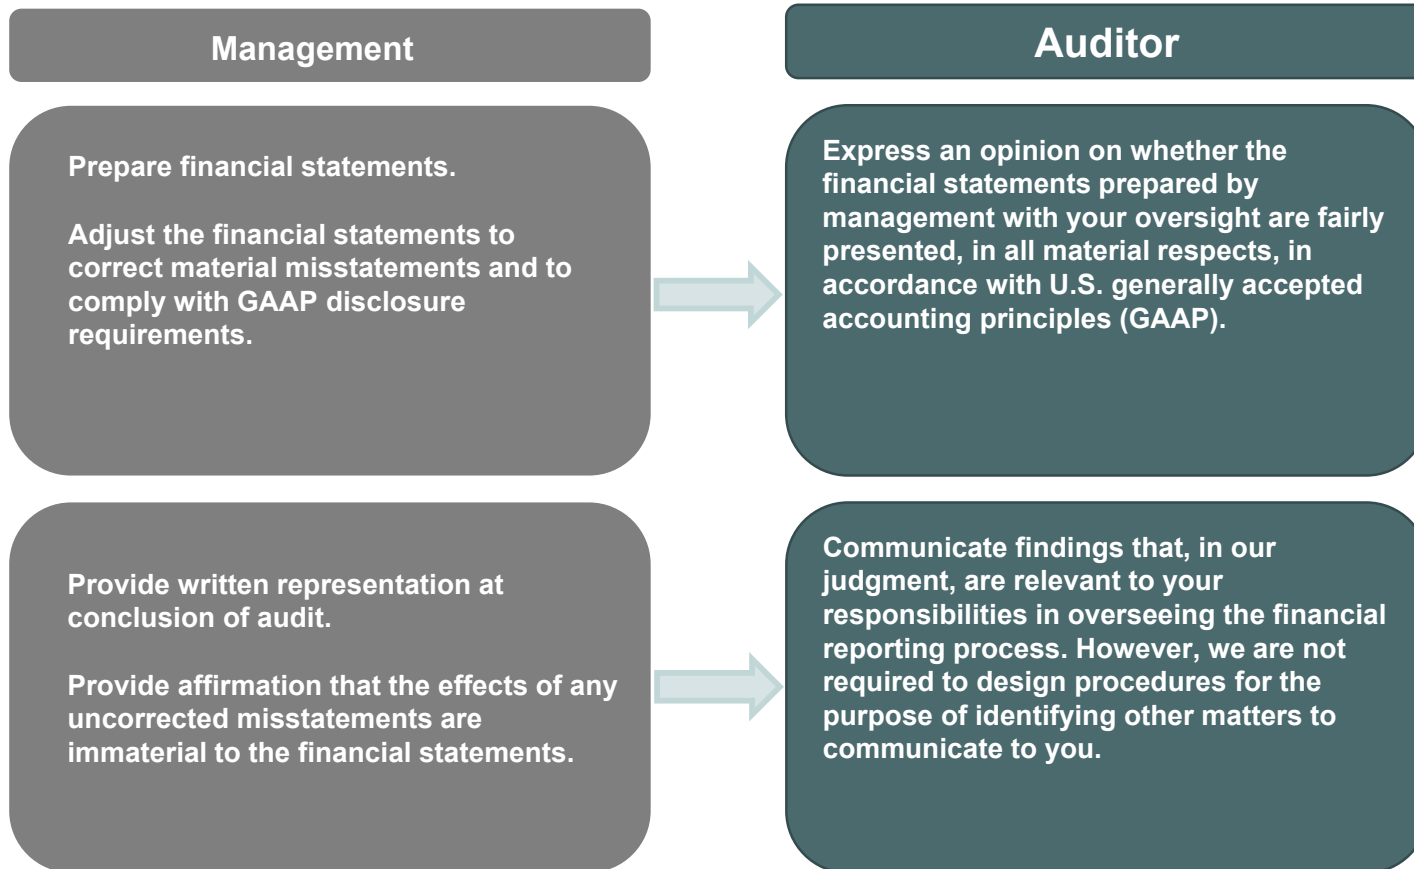 Management
Auditor
Prepare financial statements.
Adjust the financial statements to
correct material misstatements and to
comply with GAAP disclosure
requirements.
Express an opinion on whether the
financial statements prepared by
management with your oversight are fairly
presented, in all material respects, in
accordance with U.S. generally accepted
accounting principles (GAAP).
Provide written representation at
conclusion of audit.
Provide affirmation that the effects of any
uncorrected misstatements are
immaterial to the financial statements.
Communicate findings that, in our
judgment, are relevant to your
responsibilities in overseeing the financial
reporting process. However, we are not
required to design procedures for the
purpose of identifying other matters to
communicate to you.